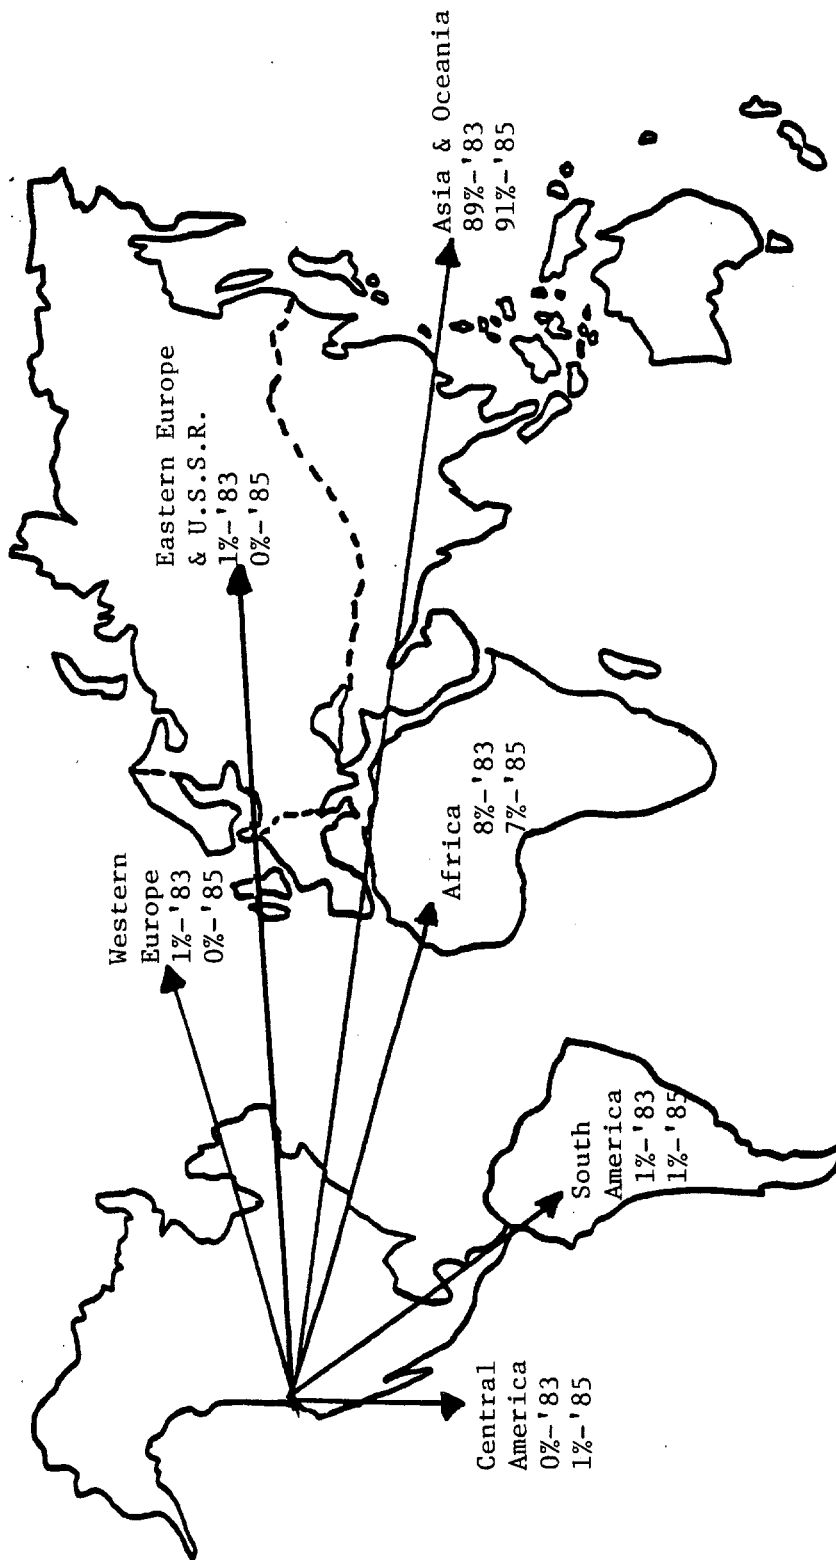 Western
Europe
1%-'83
0%-'85
Eastern Europe
& U.S.S.R.
1%-'83
0%-'85
Asia & Oceania
89%-'83
91%-'85
Africa
8%-'83
7%-'85
South
America
1%-'83
1%-'85
Central
America
0%-'83
1%-'85